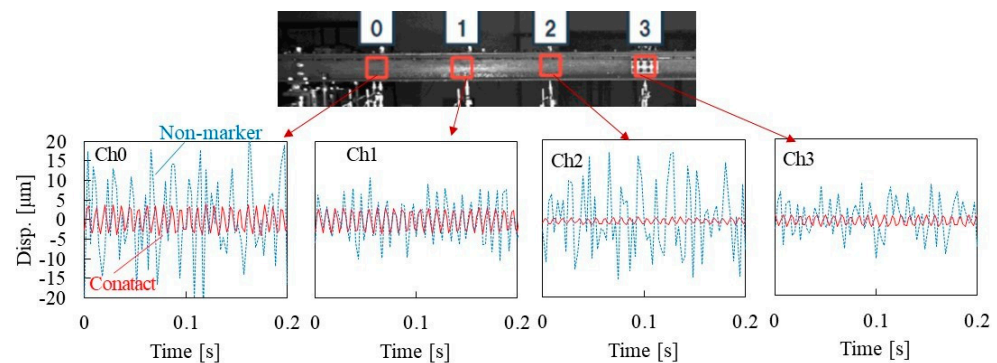 0 1 2 3
Non-marker
Ch0 Ch1 Ch2 Ch3
20
15
10
5
0
-5
-10
-15
-20
Disp. [µm]
Conatact
0 0.1 0.2 0 0.1 0.2 0 0.1 0.2 0 0.1 0.2
Time [s] Time [s] Time [s] Time [s]